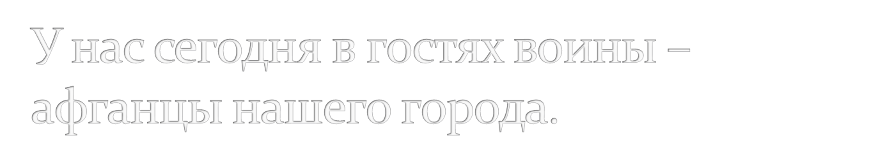 У нас сегодня в гостях воины –
афганцы нашего города.